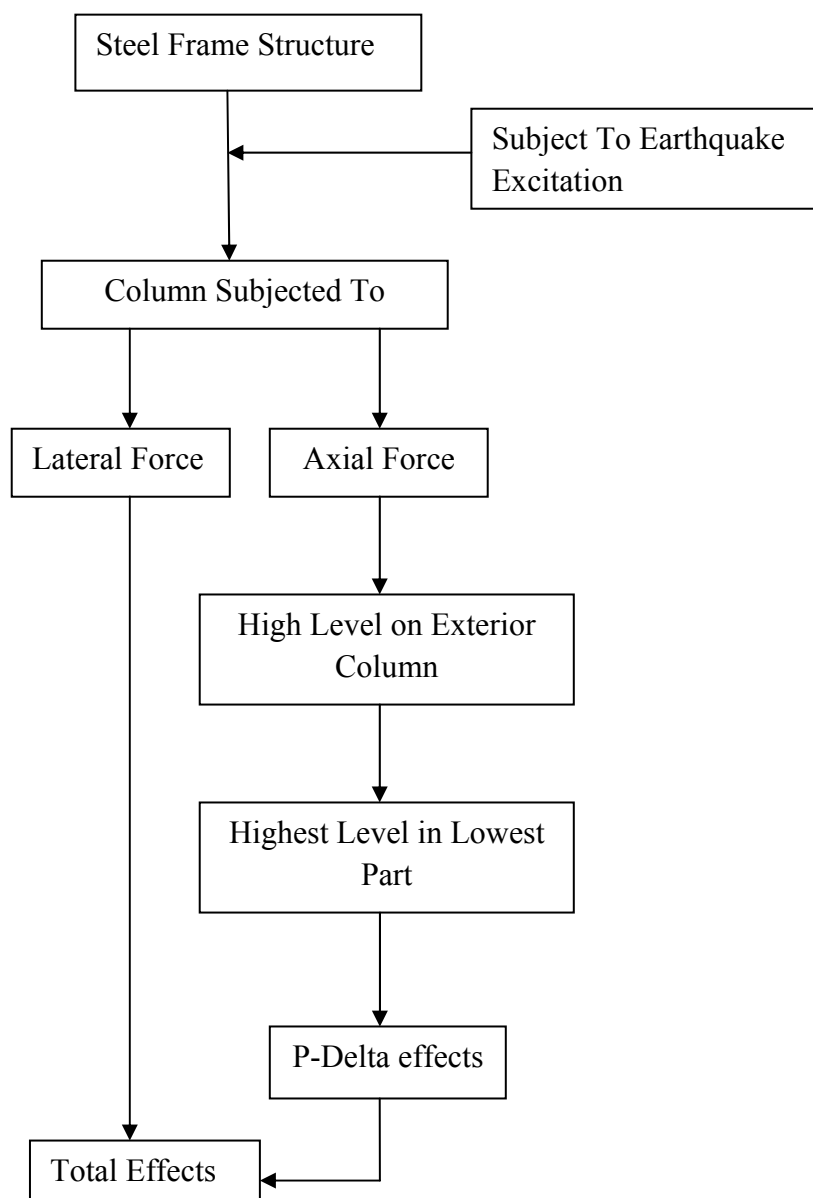 Steel Frame Structure
Subject To Earthquake
Excitation
Column Subjected To
Lateral Force
Axial Force
High Level on Exterior
Column
Highest Level in Lowest
Part
P-Delta effects
Total Effects